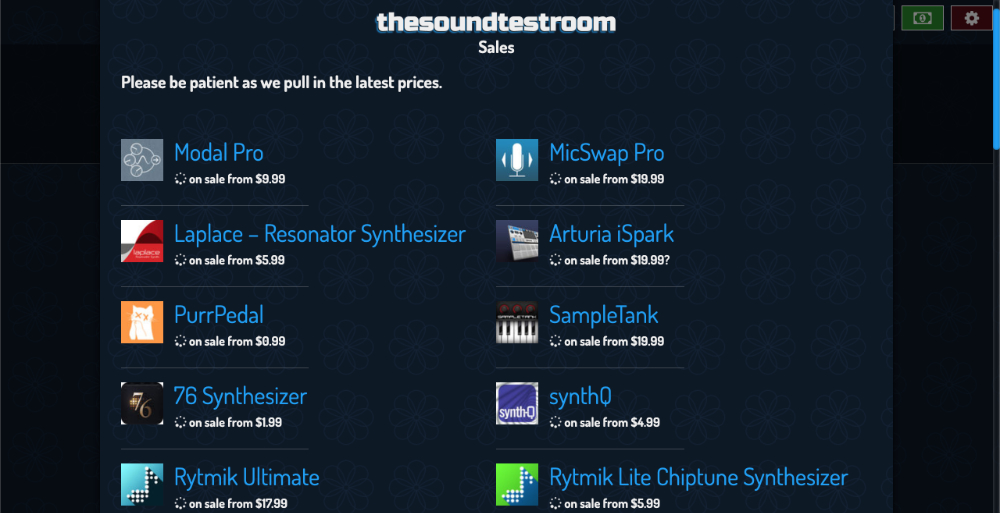 thesoundtestroom
Sales
Please be patient as we pull in the latest prices.
Modal Pro
on sale from $9.99
MicSwap Pro
on sale from $19.99
laplace
Laplace – Resonator Synthesizer
on sale from $5.99
Arturia iSpark
on sale from $19.99?
PurrPedal
on sale from $0.99
SAMPLETANK
SampleTank
on sale from $19.99
76
76 Synthesizer
on sale from $1.99
synth-Q
synthQ
on sale from $4.99
Rytmik Ultimate
on sale from $17.99
Rytmik Lite Chiptune Synthesizer
on sale from $5.99